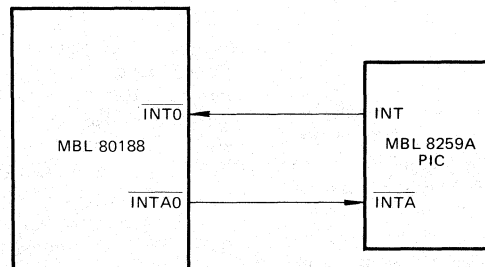 INT0
INT
MBL 80188
MBL 8259A
PIC
INTA0
INTA